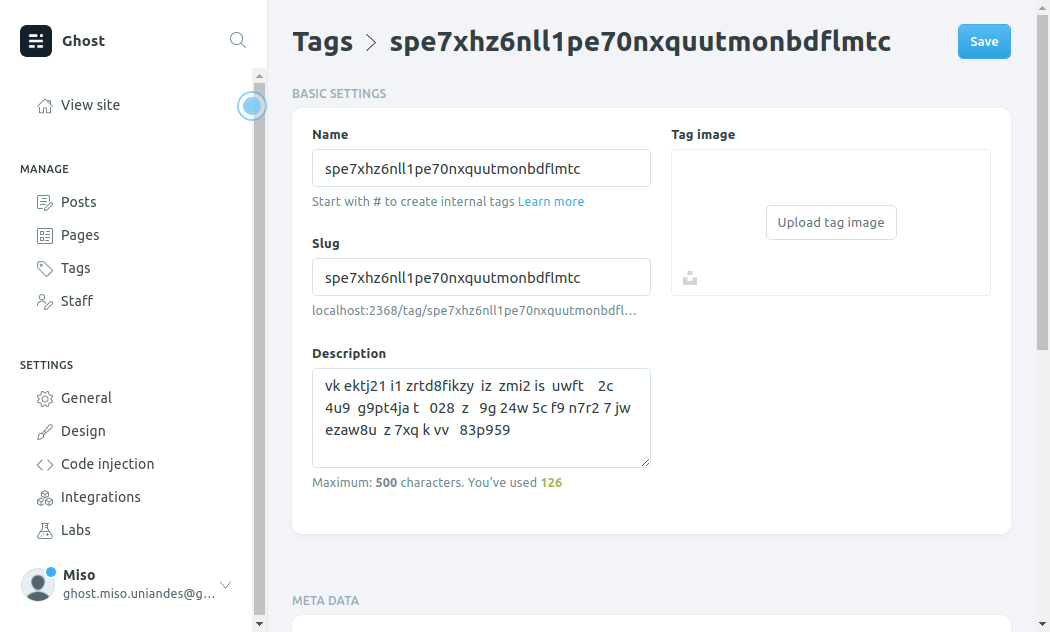 Ghost
View site
MANAGE
Posts
Pages
Tags
Staff
SETTINGS
General
Design
Code injection
Integrations
Labs
Miso
ghost.miso.uniandes@g...
Tags > spe7xhz6nll1pe70nxquutmonbdflmtc
Save
BASIC SETTINGS
Name
spe7xhz6nll1pe70nxquutmonbdflmtc
Start with # to create internal tags Learn more
Slug
spe7xhz6nll1pe70nxquutmonbdflmtc
localhost:2368/tag/spe7xhz6nll1pe70nxquutmonbdfl...
Description
vk ektj21 i1 zrtd8fikzy  iz  zmi2 is  uwft    2c
4u9  g9pt4ja t   028  z   9g 24w 5c f9 n7r2 7 jw
ezaw8u  z 7xq k vv   83p959
Maximum: 500 characters. You've used 126
Tag image
Upload tag image
META DATA